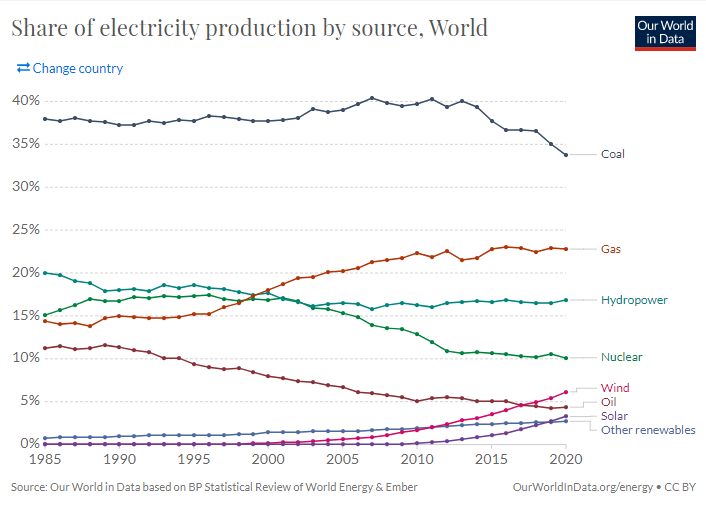 Share of electricity production by source, World
Our World
in Data
⇄ Change country
40%
35%
30%
25%
20%
15%
10%
5%
0%
Coal
Gas
Hydropower
Nuclear
Wind
Oil
Solar
Other renewables
1985 1990 1995 2000 2005 2010 2015 2020
Source: Our World in Data based on BP Statistical Review of World Energy & Ember
OurWorldInData.org/energy • CC BY